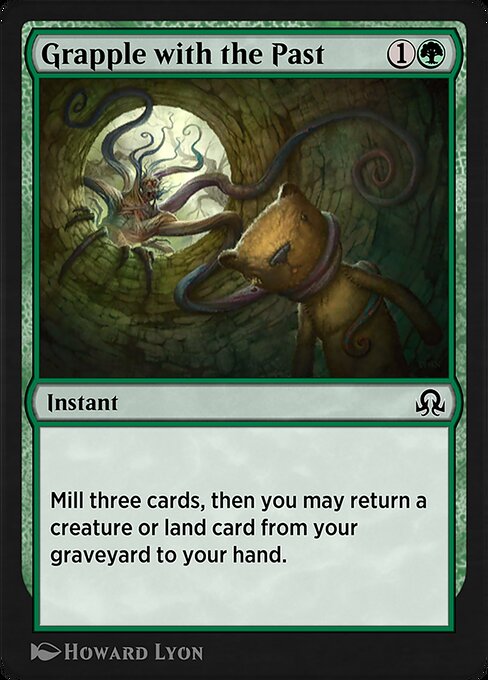 Grapple with the Past 1
Instant
Mill three cards, then you may return a
creature or land card from your
graveyard to your hand.
Howard Lyon